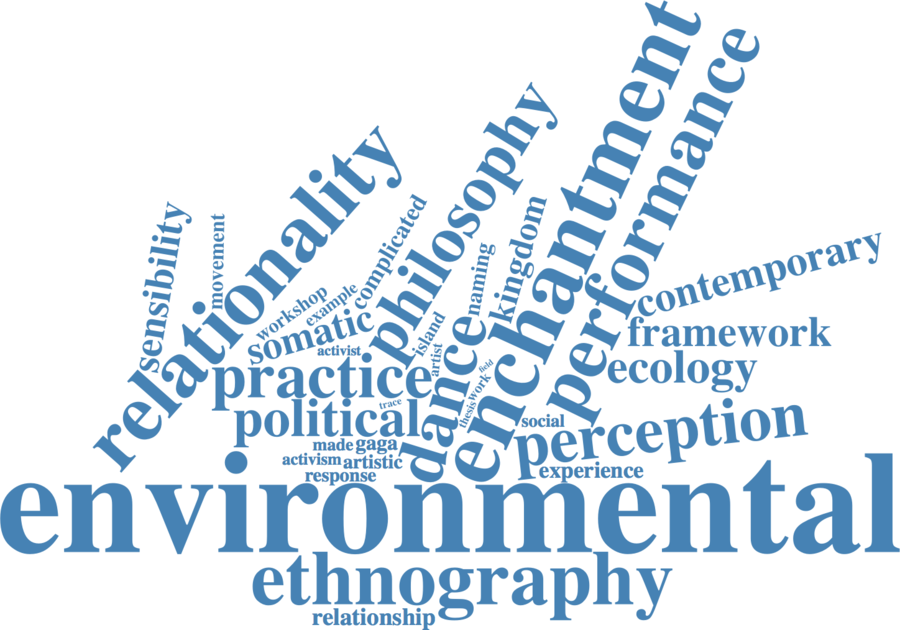 enchantment
performance
philosophy
relationality
sensibility
movement
complicated
kingdom
naming
contemporary
workshop
example
somatic
island
activist
artist
framework
ecology
practice
dance
field
work
thesis
trace
political
social
perception
made
gaga
activism
artistic
response
experience
environmental
ethnography
relationship